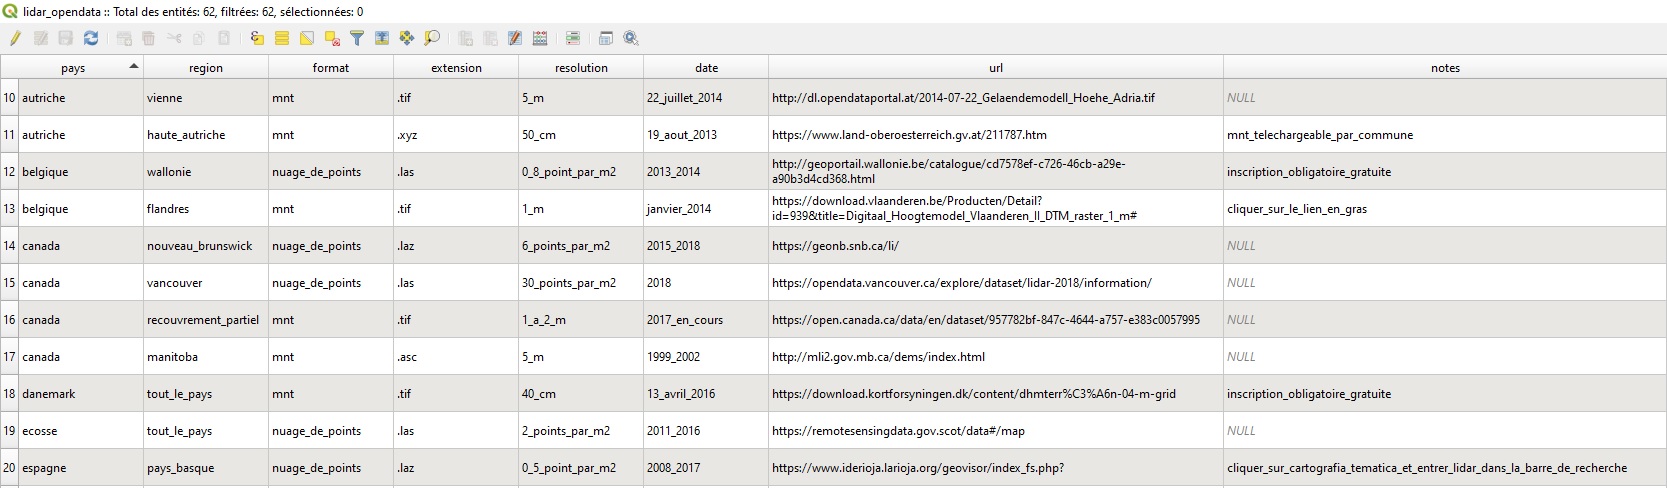 lidar_opendata :: Total des entités: 62, filtrées: 62, sélectionnées: 0
pays region format extension resolution date url notes
10 autriche vienne mnt .tif 5_m 22_juillet_2014 http://dl.opendataportal.at/2014-07-22_Gelaendemodell_Hoehe_Adria.tif NULL
11 autriche haute_autriche mnt .xyz 50_cm 19_aout_2013 https://www.land-oberoesterreich.gv.at/211787.htm mnt_telechargeable_par_commune
12 belgique wallonie nuage_de_points .las 0_8_point_par_m2 2013_2014 http://geoportail.wallonie.be/catalogue/cd7578ef-c726-46cb-a29e-
a90b3d4cd368.html inscription_obligatoire_gratuite
13 belgique flandres mnt .tif 1_m janvier_2014 https://download.vlaanderen.be/Producten/Detail?
id=939&title=Digitaal_Hoogtemodel_Vlaanderen_II_DTM_raster_1_m# cliquer_sur_le_lien_en_gras
14 canada nouveau_brunswick nuage_de_points .laz 6_points_par_m2 2015_2018 https://geonb.snb.ca/li/ NULL
15 canada vancouver nuage_de_points .las 30_points_par_m2 2018 https://opendata.vancouver.ca/explore/dataset/lidar-2018/information/ NULL
16 canada recouvrement_partiel mnt .tif 1_a_2_m 2017_en_cours https://open.canada.ca/data/en/dataset/957782bf-847c-4644-a757-e383c0057995 NULL
17 canada manitoba mnt .asc 5_m 1999_2002 http://mli2.gov.mb.ca/dems/index.html NULL
18 danemark tout_le_pays mnt .tif 40_cm 13_avril_2016 https://download.kortforsyningen.dk/content/dhmterr%C3%A6n-04-m-grid inscription_obligatoire_gratuite
19 ecosse tout_le_pays nuage_de_points .las 2_points_par_m2 2011_2016 https://remotesensingdata.gov.scot/data#/map NULL
20 espagne pays_basque nuage_de_points .laz 0_5_point_par_m2 2008_2017 https://www.iderioja.larioja.org/geovisor/index_fs.php? cliquer_sur_cartografia_tematica_et_entrer_lidar_dans_la_barre_de_recherche